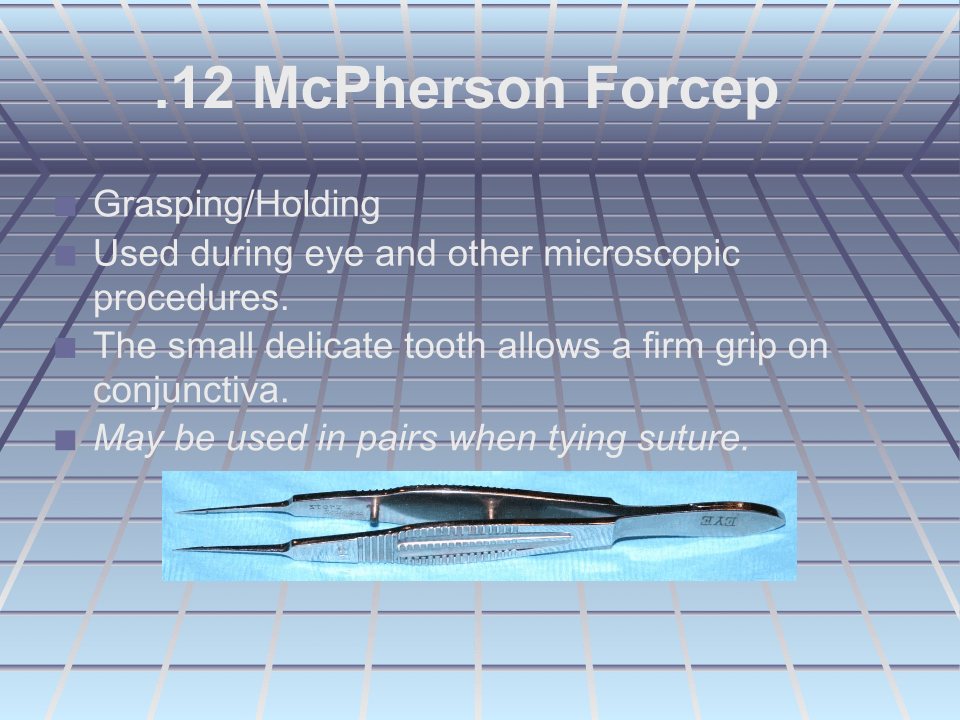 .12 McPherson Forcep
Grasping/Holding
Used during eye and other microscopic
procedures.
The small delicate tooth allows a firm grip on
conjunctiva.
May be used in pairs when tying suture.
EYE